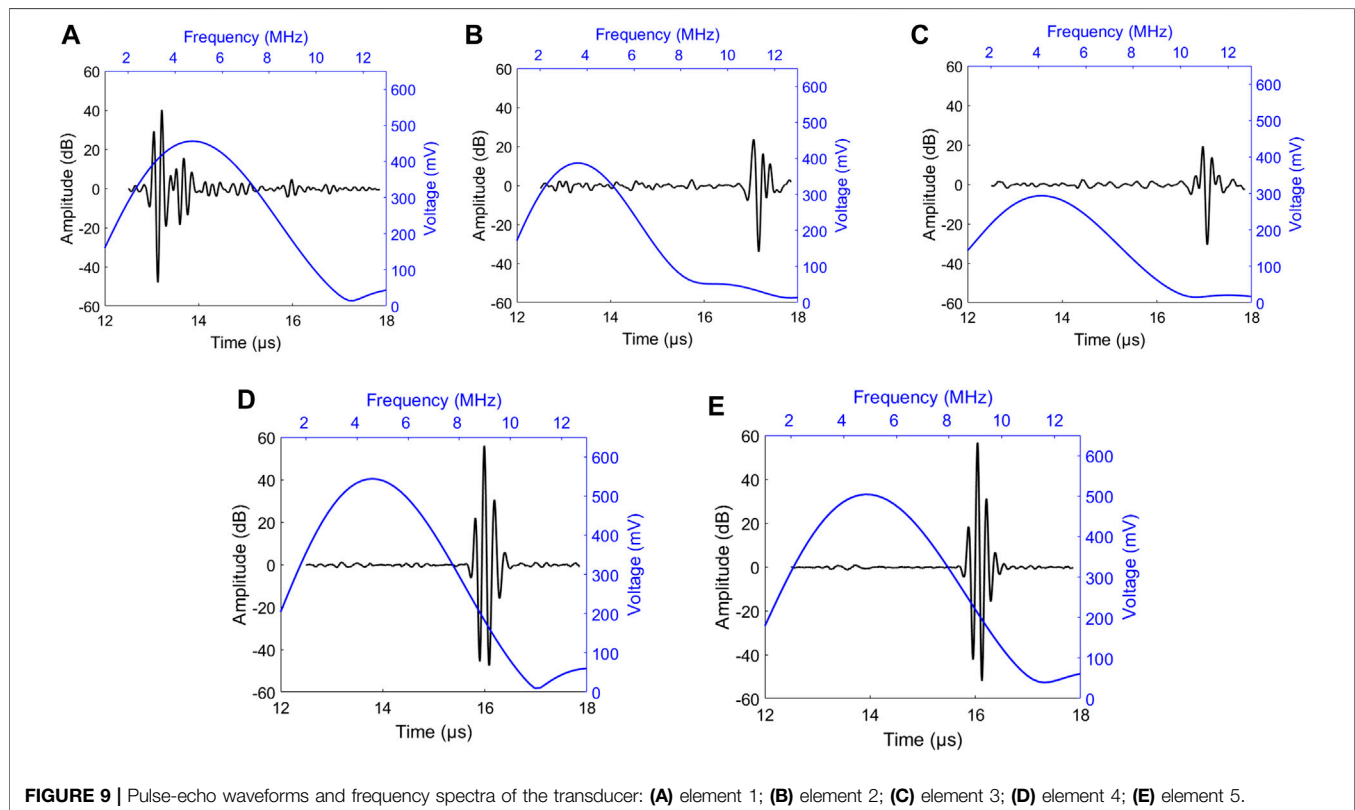 A
Frequency (MHz)
2 4 6 8 10 12
60
40
20
0
-20
-40
-60
Amplitude (dB)
600
500
400
300
200
100
0
Voltage (mV)
12 14 16 18
Time (µs)
B
Frequency (MHz)
2 4 6 8 10 12
60
40
20
0
-20
-40
-60
Amplitude (dB)
600
500
400
300
200
100
0
Voltage (mV)
12 14 16 18
Time (µs)
C
Frequency (MHz)
2 4 6 8 10 12
60
40
20
0
-20
-40
-60
Amplitude (dB)
600
500
400
300
200
100
0
Voltage (mV)
12 14 16 18
Time (µs)
D
Frequency (MHz)
2 4 6 8 10 12
60
40
20
0
-20
-40
-60
Amplitude (dB)
600
500
400
300
200
100
0
Voltage (mV)
12 14 16 18
Time (µs)
E
Frequency (MHz)
2 4 6 8 10 12
60
40
20
0
-20
-40
-60
Amplitude (dB)
600
500
400
300
200
100
0
Voltage (mV)
12 14 16 18
Time (µs)
FIGURE 9 | Pulse-echo waveforms and frequency spectra of the transducer: (A) element 1; (B) element 2; (C) element 3; (D) element 4; (E) element 5.